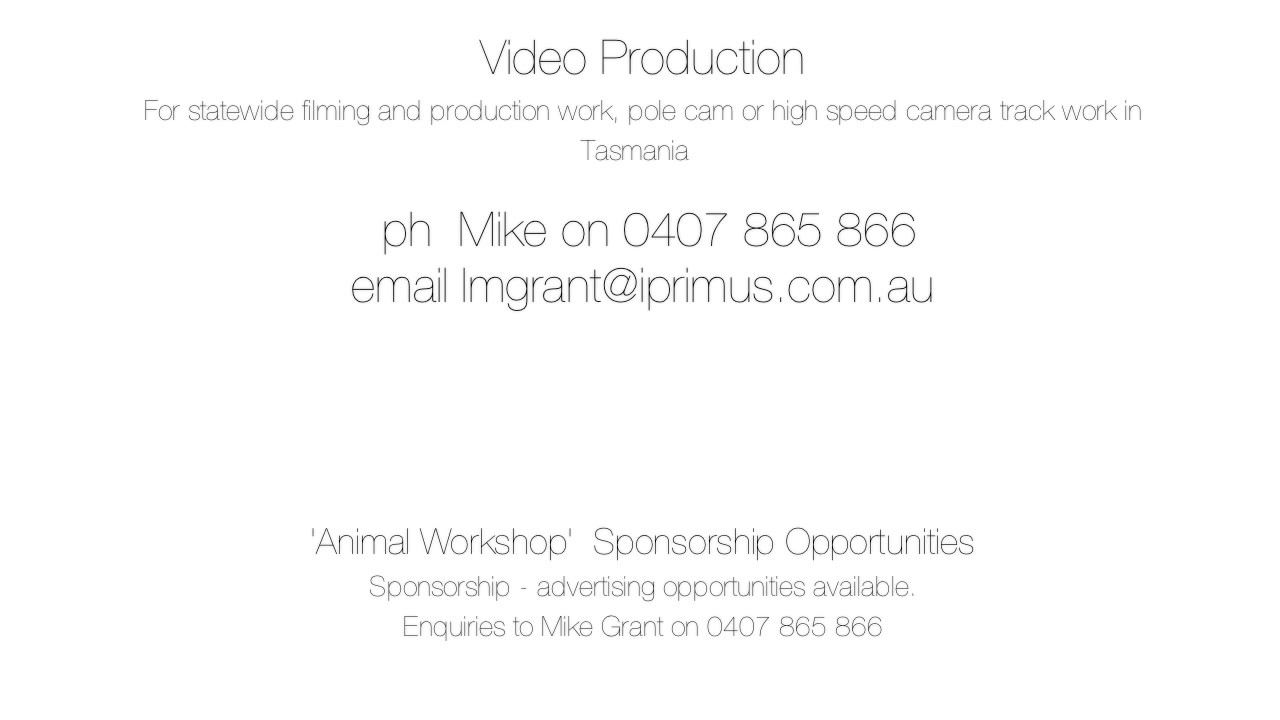 Video Production
For statewide filming and production work, pole cam or high speed camera track work in
Tasmania
ph  Mike on 0407 865 866
email lmgrant@iprimus.com.au
'Animal Workshop'  Sponsorship Opportunities
Sponsorship - advertising opportunities available.
Enquiries to Mike Grant on 0407 865 866